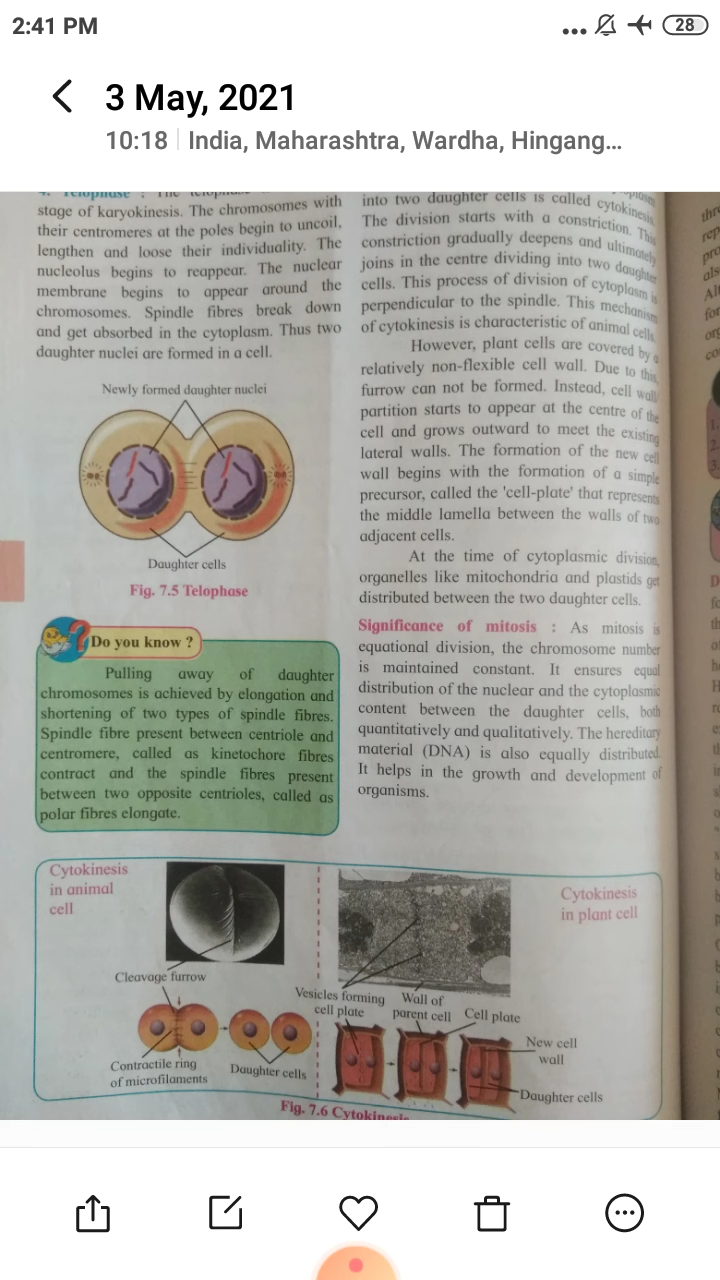 2:41 PM
28
3 May, 2021
10:18 India, Maharashtra, Wardha, Hingang...
4. Telophase : The telophase
stage of karyokinesis. The chromosomes with
their centromeres at the poles begin to uncoil,
lengthen and loose their individuality. The
nucleolus begins to reappear. The nuclear
membrane begins to appear around the
chromosomes. Spindle fibres break down
and get absorbed in the cytoplasm. Thus two
daughter nuclei are formed in a cell.
Newly formed daughter nuclei
Daughter cells
Fig. 7.5 Telophase
Do you know ?
Pulling away of daughter
chromosomes is achieved by elongation and
shortening of two types of spindle fibres.
Spindle fibre present between centriole and
centromere, called as kinetochore fibres
contract and the spindle fibres present
between two opposite centrioles, called as
polar fibres elongate.
into two daughter cells is called cytokinesis
The division starts with a constriction. This
constriction gradually deepens and ultimately
joins in the centre dividing into two daughter
cells. This process of division of cytoplasm is
perpendicular to the spindle. This mechanism
of cytokinesis is characteristic of animal cells.
However, plant cells are covered by a
relatively non-flexible cell wall. Due to this,
furrow can not be formed. Instead, cell wall
partition starts to appear at the centre of the
cell and grows outward to meet the existing
lateral walls. The formation of the new cell
wall begins with the formation of a simple
precursor, called the 'cell-plate' that represents
the middle lamella between the walls of two
adjacent cells.
At the time of cytoplasmic division,
organelles like mitochondria and plastids get
distributed between the two daughter cells.
Significance of mitosis : As mitosis is
equational division, the chromosome number
is maintained constant. It ensures equal
distribution of the nuclear and the cytoplasmic
content between the daughter cells, both
quantitatively and qualitatively. The hereditary
material (DNA) is also equally distributed.
It helps in the growth and development of
organisms.
Cytokinesis
in animal
cell
Cleavage furrow
Contractile ring
of microfilaments
Daughter cells
Cytokinesis
in plant cell
Vesicles forming
cell plate
Wall of
parent cell
Cell plate
New cell
wall
Daughter cells
Fig. 7.6 Cytokinesis